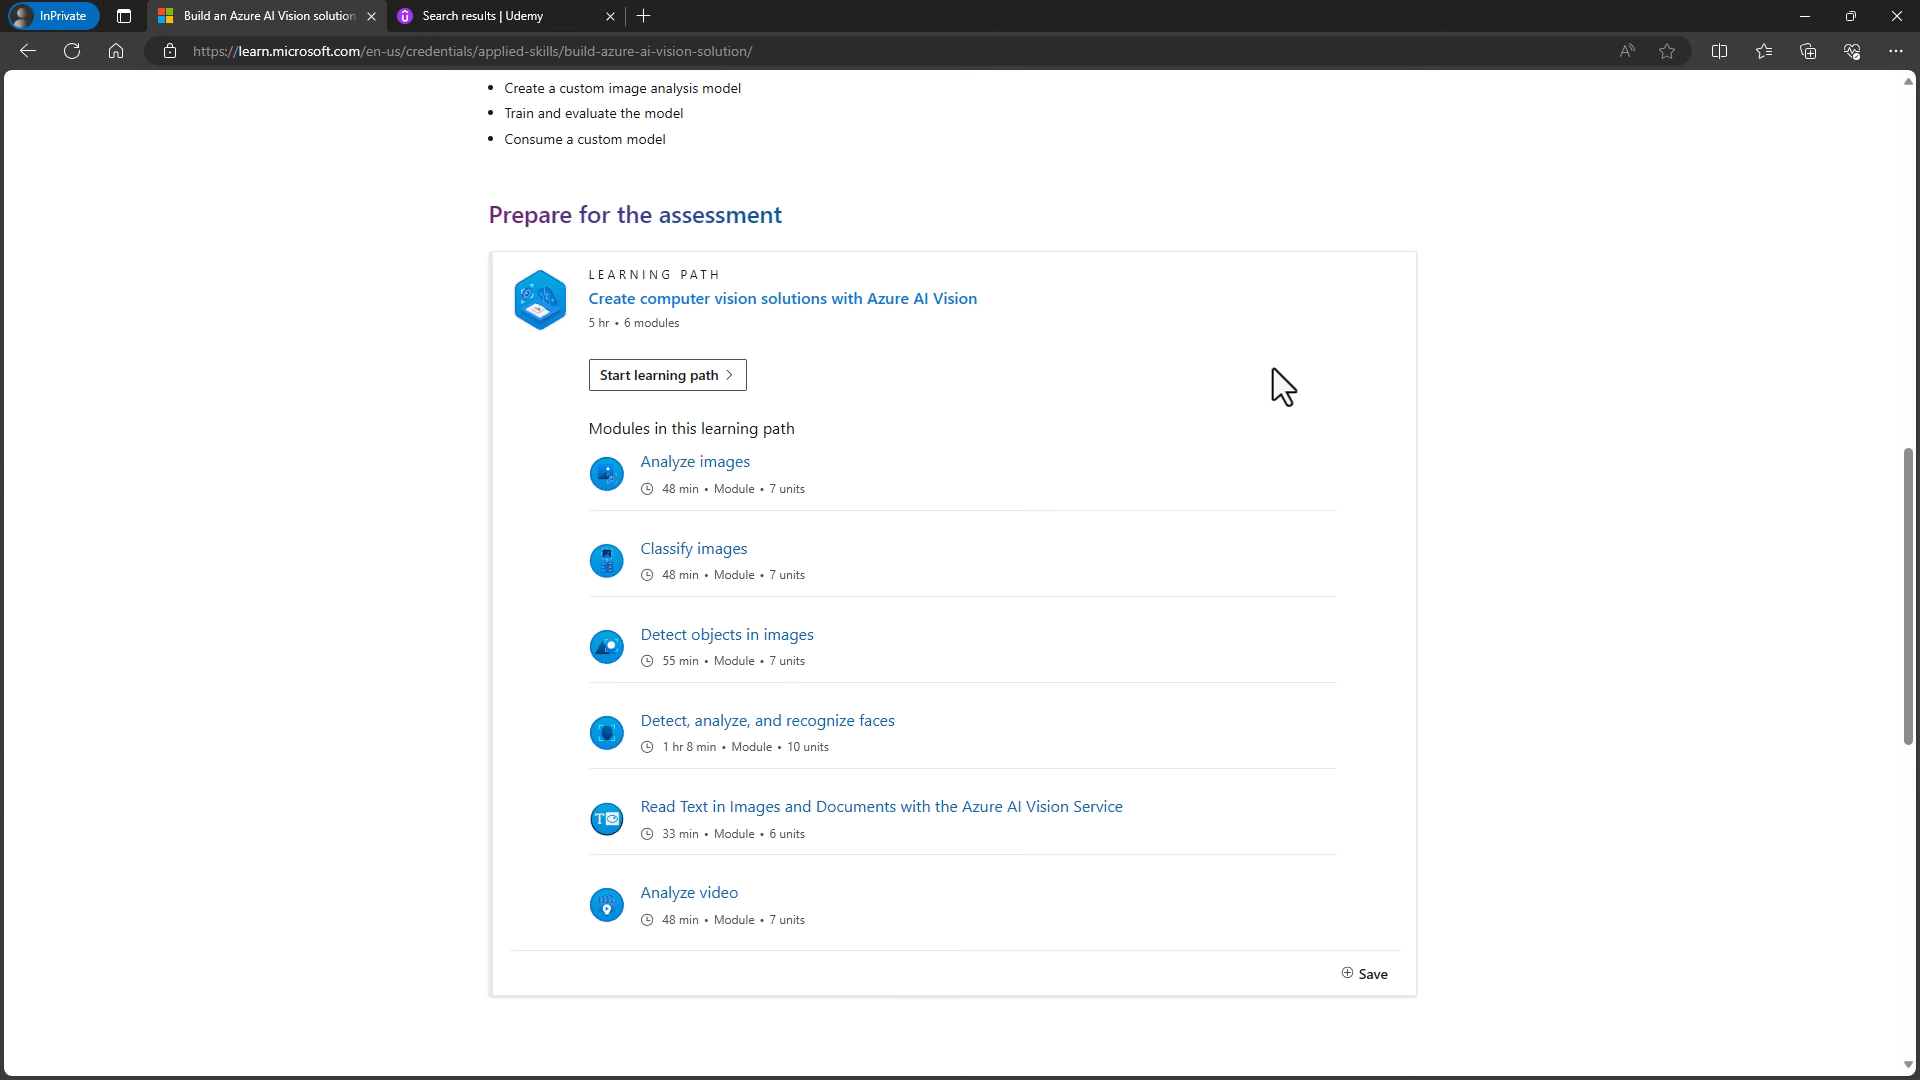 InPrivate
Build an Azure AI Vision solution
Search results | Udemy
https://learn.microsoft.com/en-us/credentials/applied-skills/build-azure-ai-vision-solution/
• Create a custom image analysis model
• Train and evaluate the model
• Consume a custom model
Prepare for the assessment
LEARNING PATH
Create computer vision solutions with Azure AI Vision
5 hr • 6 modules
Start learning path
Modules in this learning path
Analyze images
48 min • Module • 7 units
Classify images
48 min • Module • 7 units
Detect objects in images
55 min • Module • 7 units
Detect, analyze, and recognize faces
1 hr 8 min • Module • 10 units
Read Text in Images and Documents with the Azure AI Vision Service
33 min • Module • 6 units
Analyze video
48 min • Module • 7 units
Save